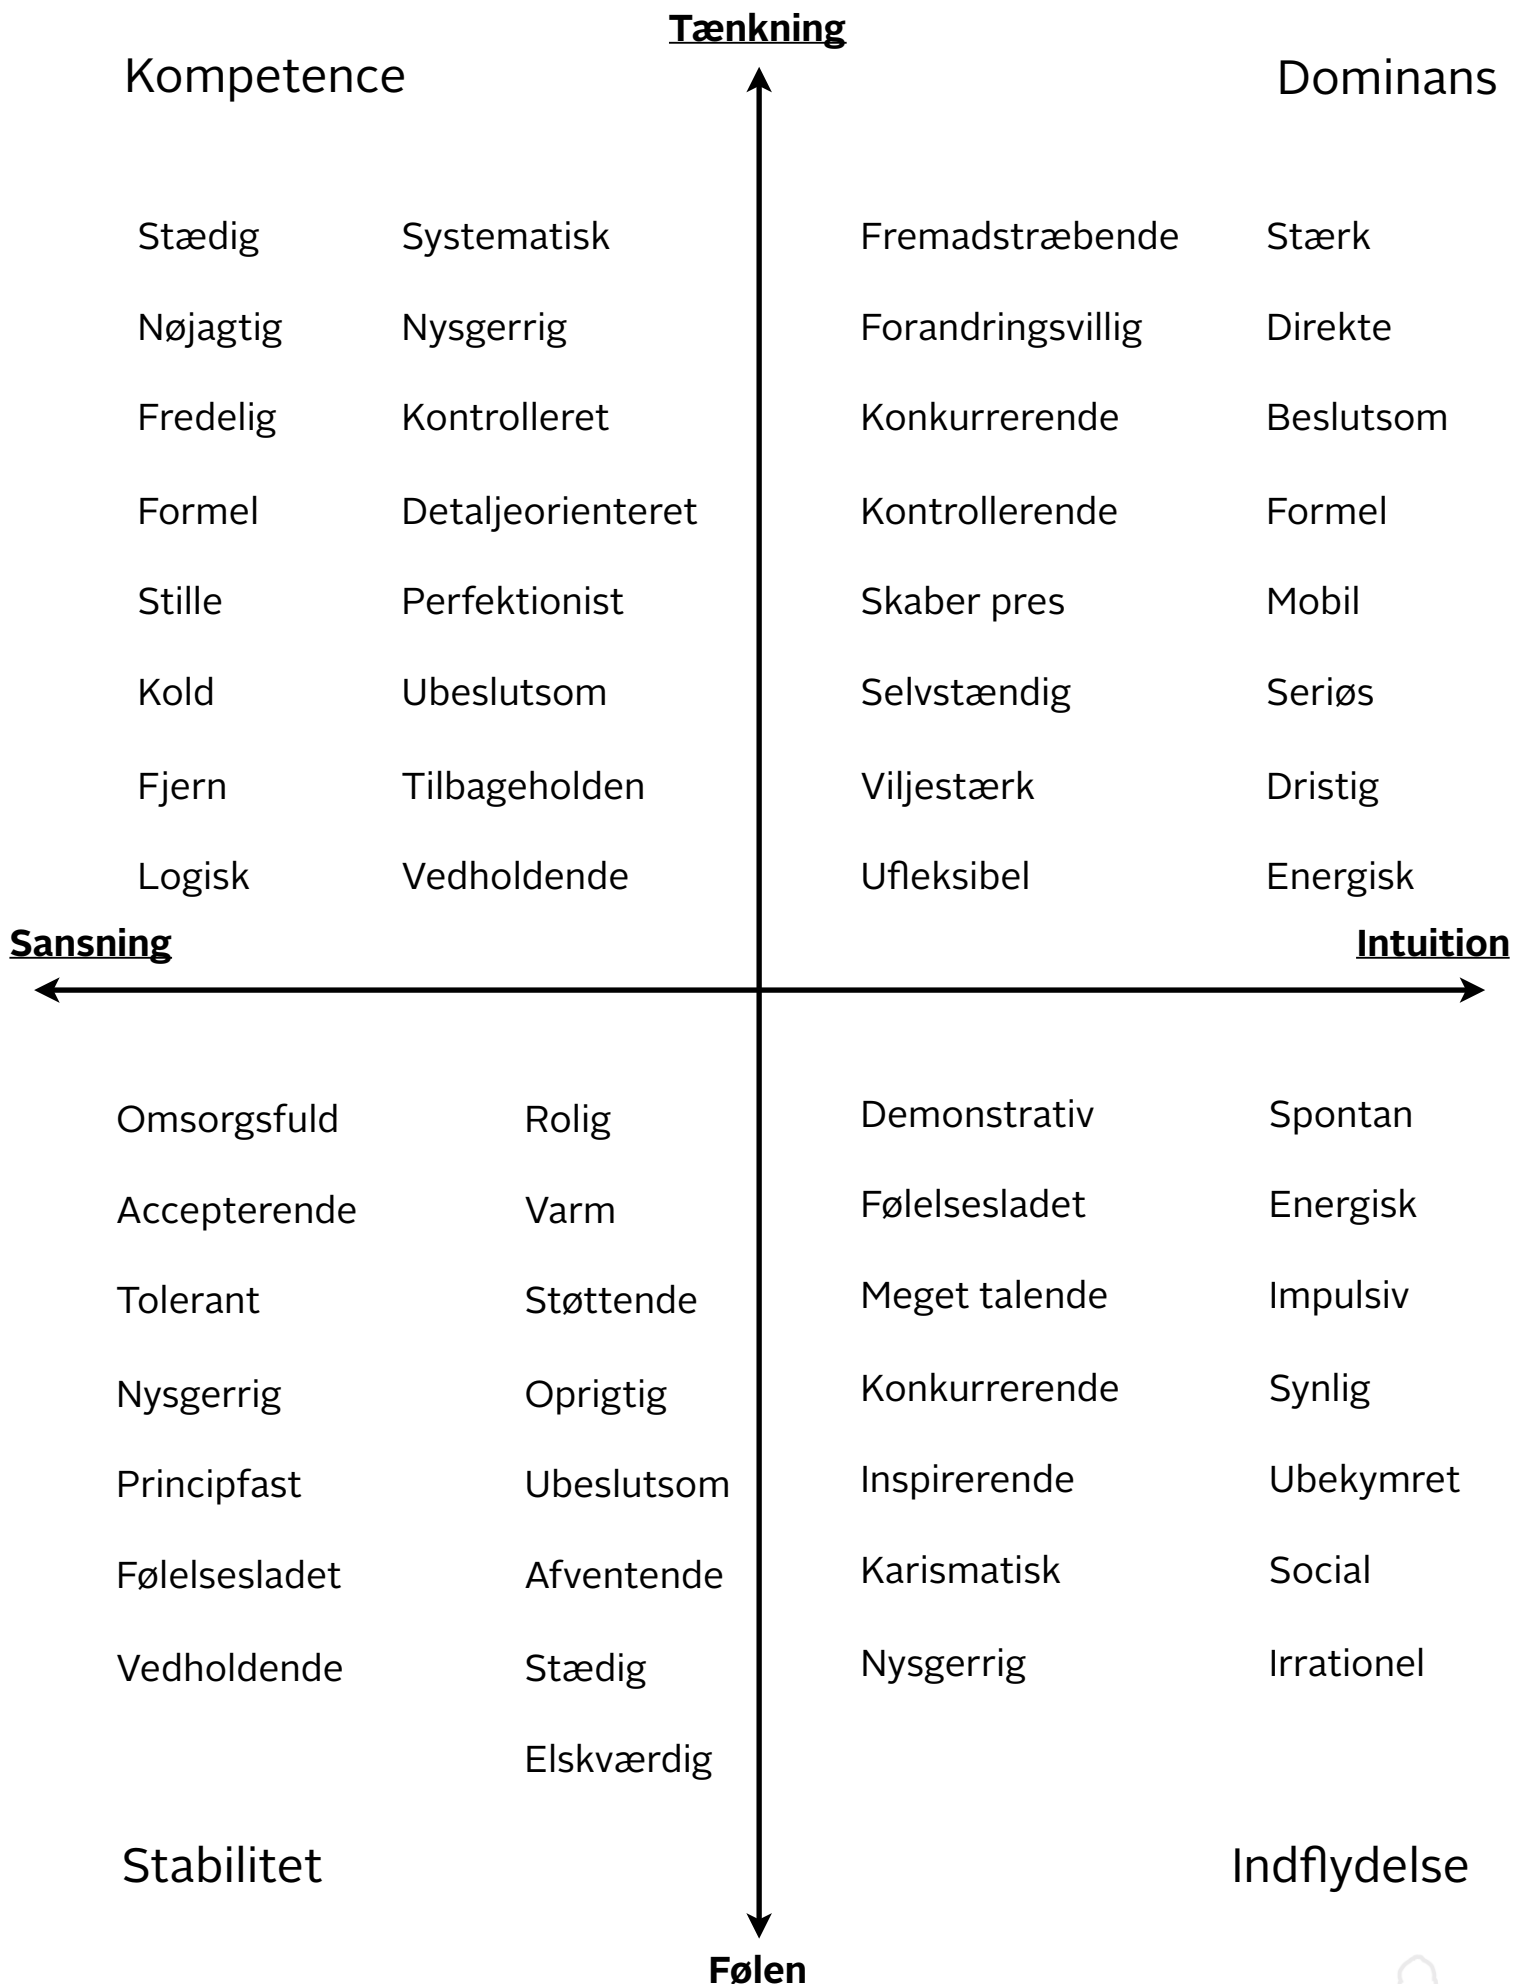 Tænkning
Kompetence
Dominans
Stædig Systematisk Fremadstræbende Stærk
Nøjagtig Nysgerrig Forandringsvillig Direkte
Fredelig Kontrolleret Konkurrerende Beslutsom
Formel Detaljeorienteret Kontrollerende Formel
Stille Perfektionist Skaber pres Mobil
Kold Ubeslutsom Selvstændig Seriøs
Fjern Tilbageholden Viljestærk Dristig
Logisk Vedholdende Ufleksibel Energisk
Sansning Intuition
Omsorgsfuld Rolig Demonstrativ Spontan
Accepterende Varm Følelsesladet Energisk
Tolerant Støttende Meget talende Impulsiv
Nysgerrig Oprigtig Konkurrerende Synlig
Principfast Ubeslutsom Inspirerende Ubekymret
Følelsesladet Afventende Karismatisk Social
Vedholdende Stædig Nysgerrig Irrationel
Elskværdig
Stabilitet Indflydelse
Følen